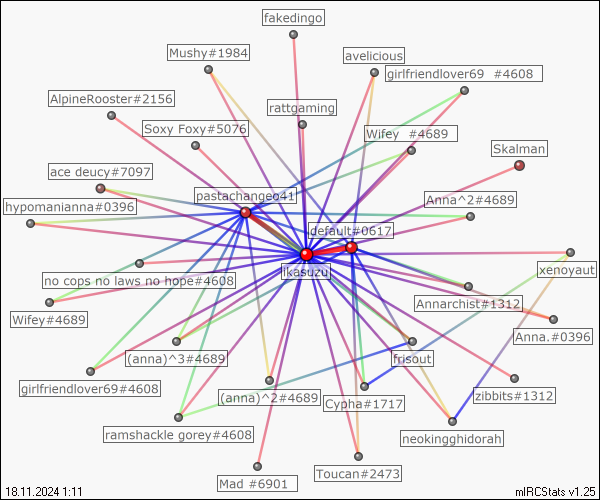 fakedingo
Mushy#1984
avelicious
girlfriendlover69 #4608
AlpineRooster#2156
rattgaming
Soxy Foxy#5076
Wifey #4689
Skalman
ace deucy#7097
pastachangeo41
Anna^2#4689
hypomanianna#0396
default#0617
ikasuzu
xenoyaut
no cops no laws no hope#4608
Annarchist#1312
Wifey#4689
Anna.#0396
(anna)^3#4689
frisout
girlfriendlover69#4608
(anna)^2#4689
Cypha#1717
zibbits#1312
ramshackle gorey#4608
neokingghidorah
Mad #6901
Toucan#2473
18.11.2024 1:11
mIRCStats v1.25